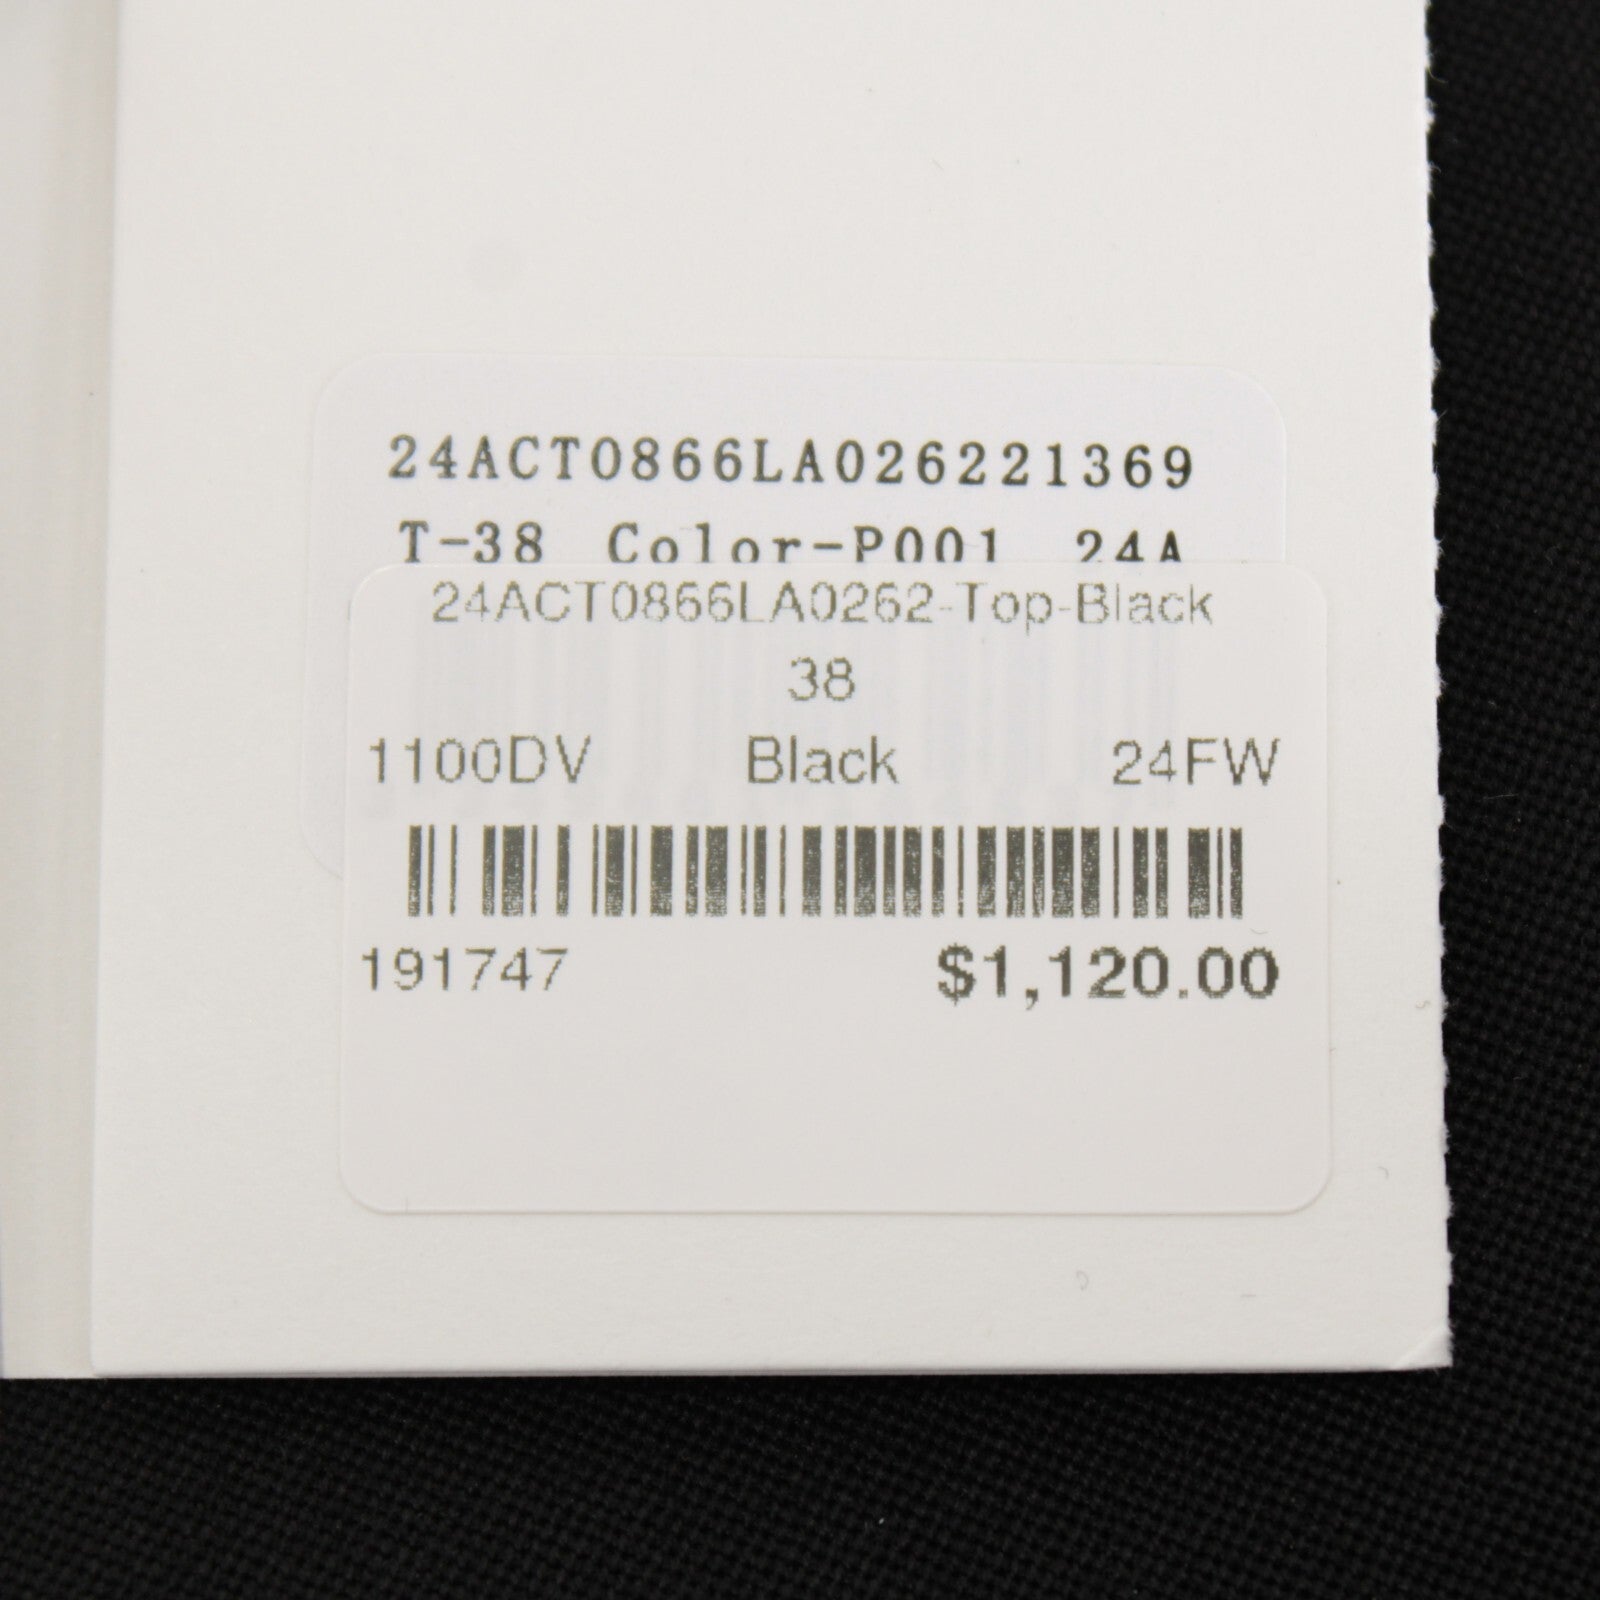 24ACT0866LA026221369
T-38 Color-P001 24A
24ACT0866LA0262-Top-Black
38
1100DV Black 24FW
191747 $1,120.00